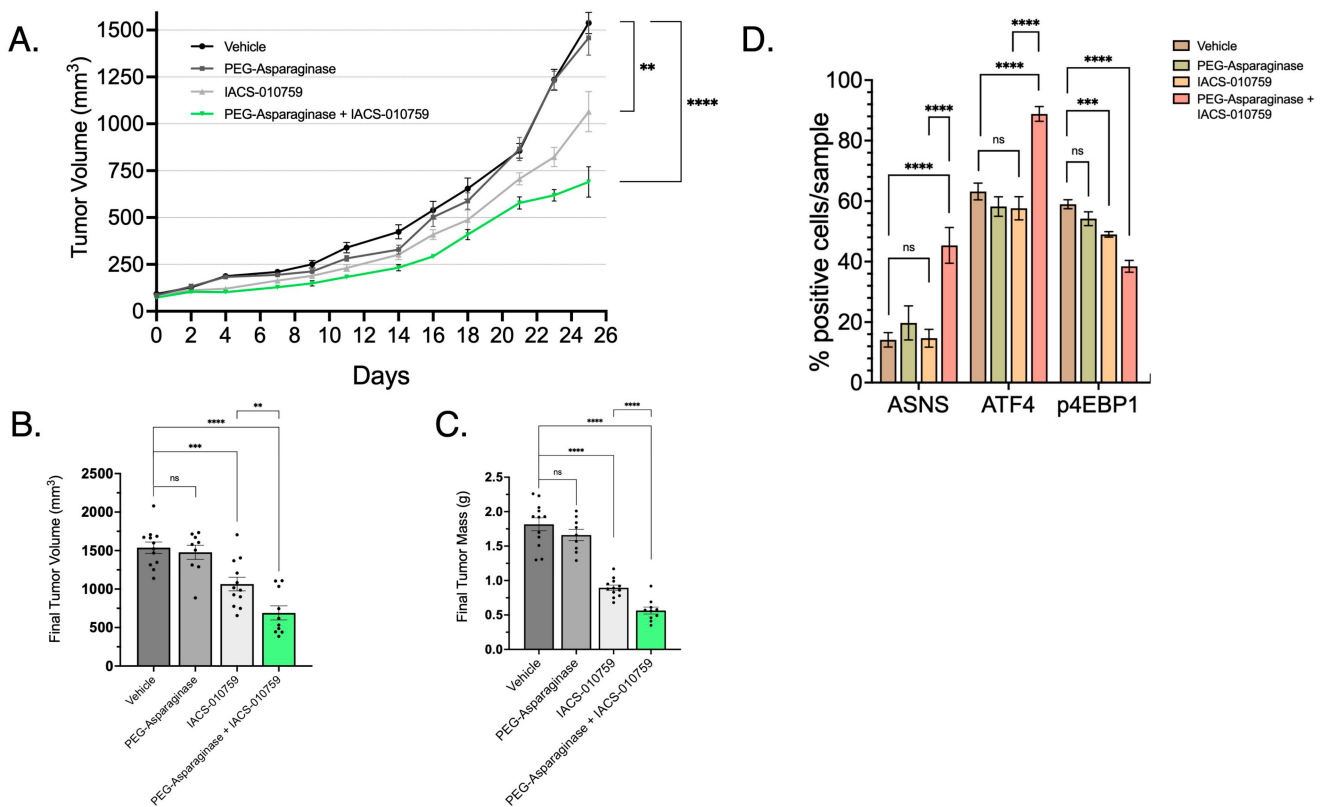 A.
1500
1250
1000
750
500
250
0
Tumor Volume (mm³)
Vehicle
PEG-Asparaginase
IACS-010759
PEG-Asparaginase + IACS-010759
**
****
0 2 4 6 8 10 12 14 16 18 20 22 24 26
Days
B.
**
****
***
ns
2500
2000
1500
1000
500
0
Final Tumor Volume (mm³)
Vehicle
PEG-Asparaginase
IACS-010759
PEG-Asparaginase + IACS-010759
C.
****
****
****
ns
2.5
2.0
1.5
1.0
0.5
0.0
Final Tumor Mass (g)
Vehicle
PEG-Asparaginase
IACS-010759
PEG-Asparaginase + IACS-010759
D.
Vehicle
PEG-Asparaginase
IACS-010759
PEG-Asparaginase +
IACS-010759
****
**** ****
**** ***
**** ns ns
ns
100
80
60
40
20
0
% positive cells/sample
ASNS ATF4 p4EBP1